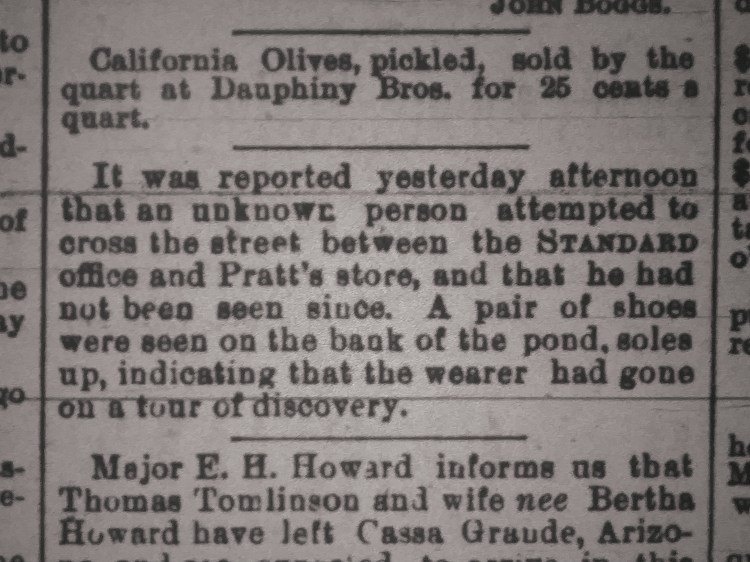 JOHN BOGGS.
California Olives, pickled, sold by the
quart at Dauphiny Bros. for 25 cents a
quart.
It was reported yesterday afternoon
that an unknown person attempted to
cross the street between the STANDARD
office and Pratt's store, and that he had
not been seen since. A pair of shoes
were seen on the bank of the pond, soles
up, indicating that the wearer had gone
on a tour of discovery.
Major E. H. Howard informs us that
Thomas Tomlinson and wife nee Bertha
Howard have left Cassa Grande, Arizo-